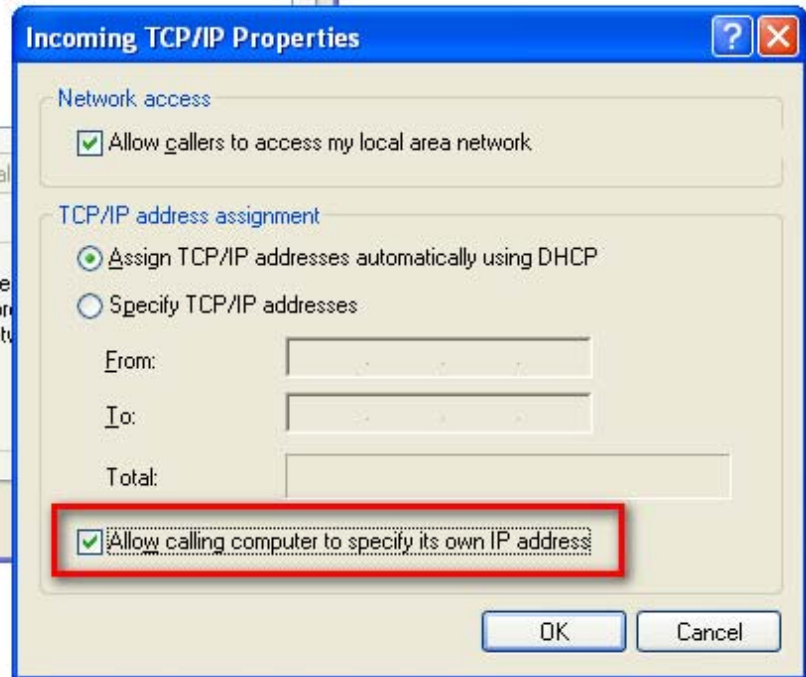 Incoming TCP/IP Properties
Network access
Allow callers to access my local area network
TCP/IP address assignment
Assign TCP/IP addresses automatically using DHCP
Specify TCP/IP addresses
From:
To:
Total:
Allow calling computer to specify its own IP address
OK Cancel